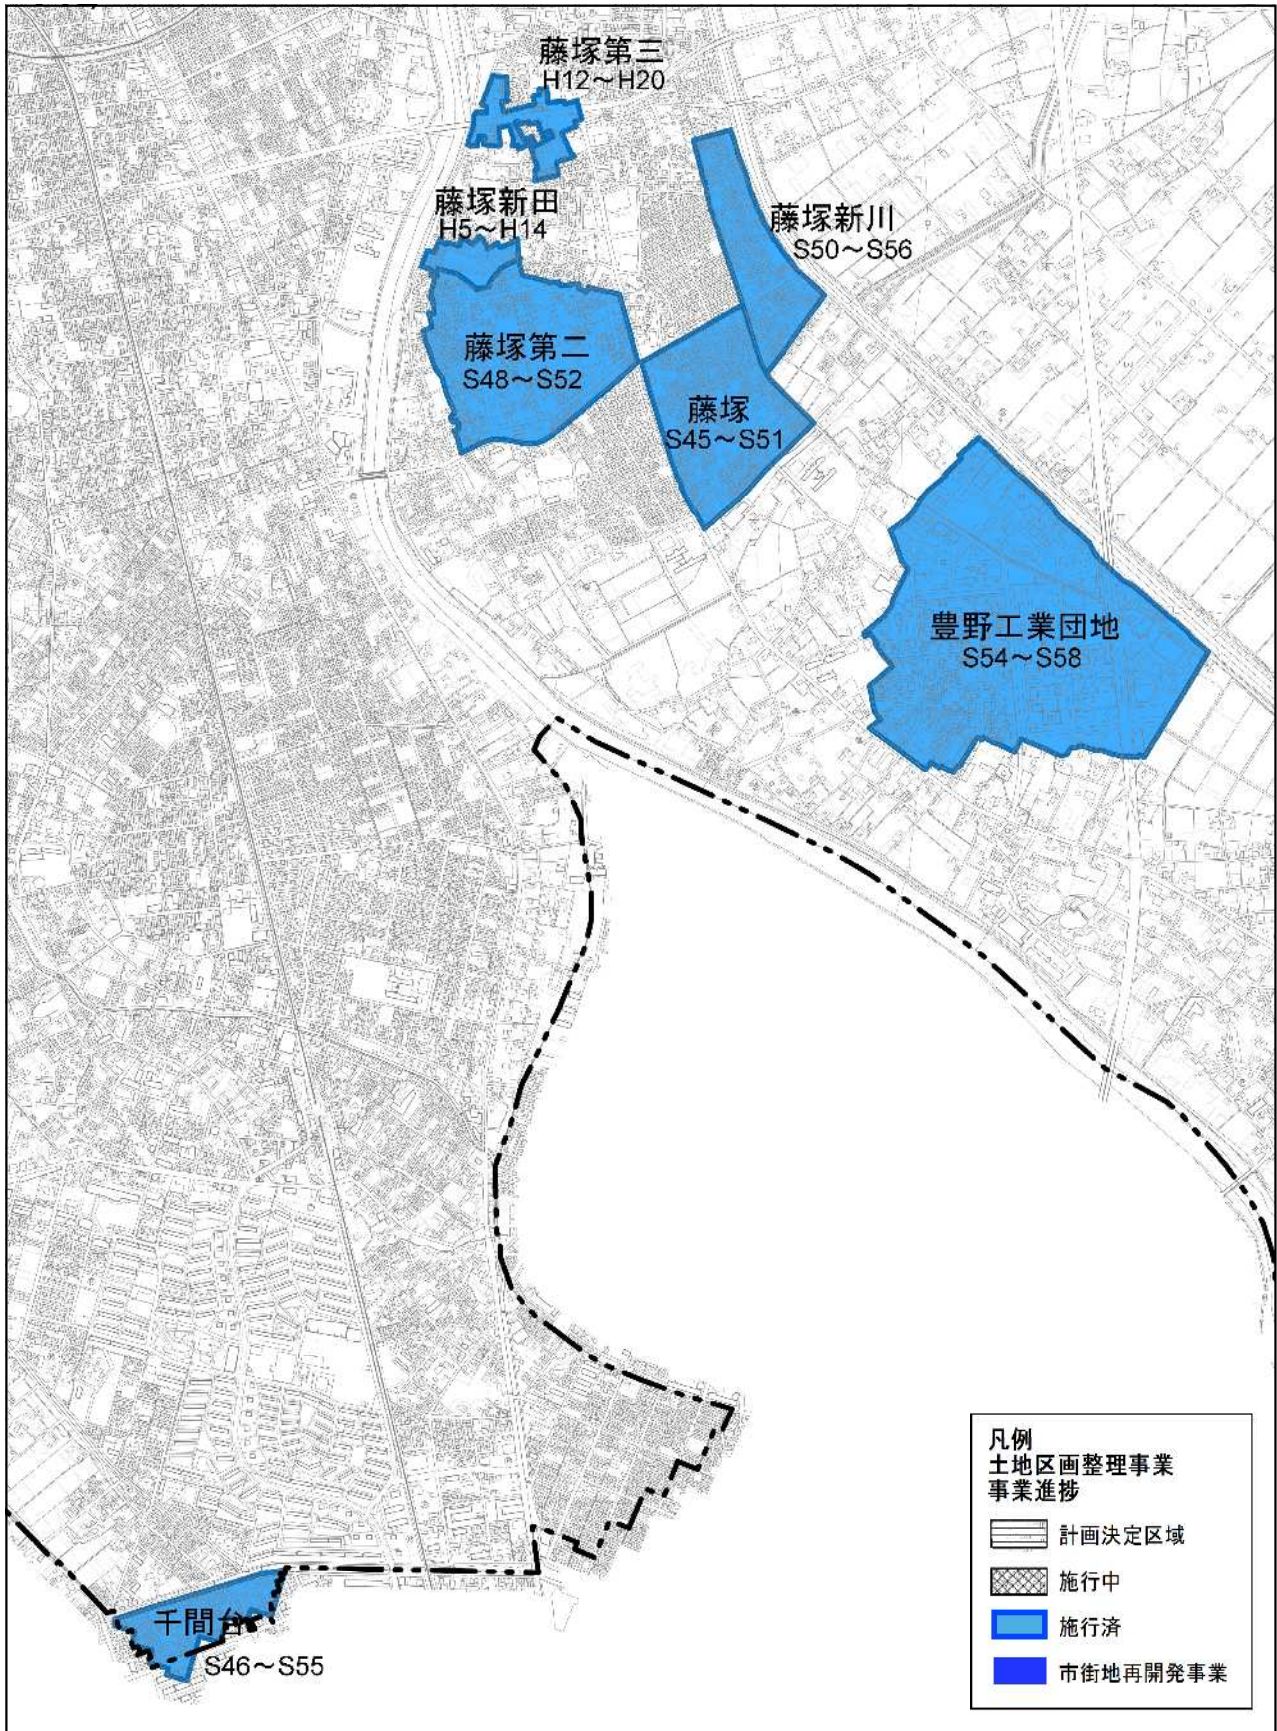 藤塚第三
H12～H20
藤塚新田
H5～H14
藤塚新川
S50～S56
藤塚第二
S48～S52
藤塚
S45～S51
豊野工業団地
S54～S58
千間台
S46～S55
凡例
土地区画整理事業
事業進捗
計画決定区域
施行中
施行済
市街地再開発事業